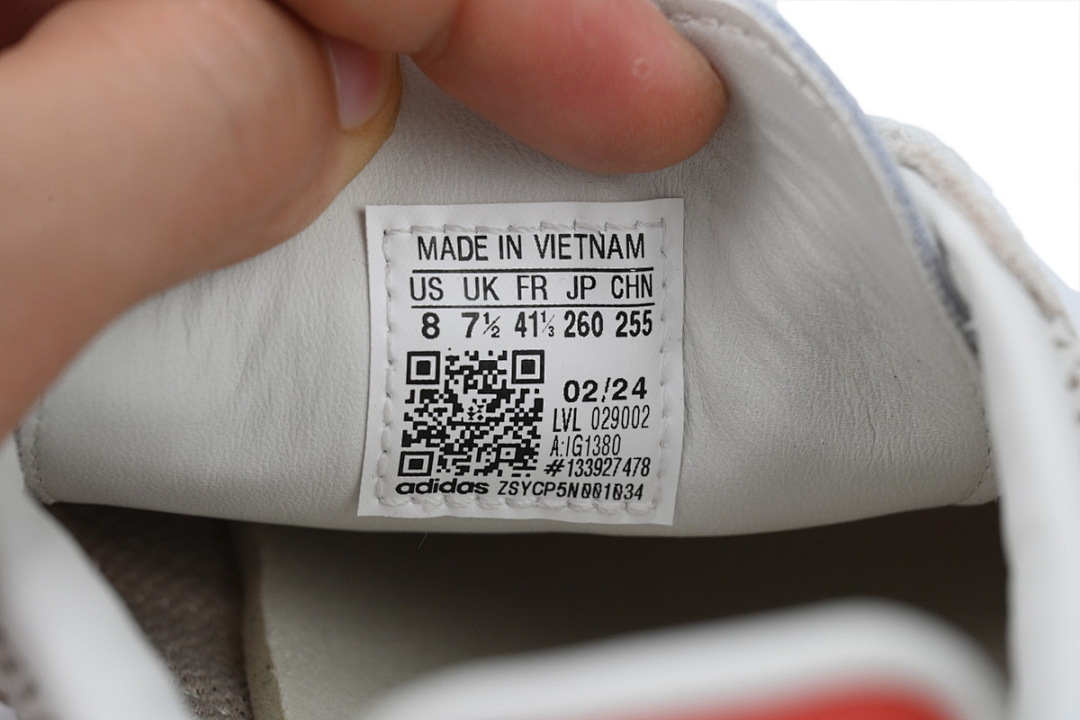 MADE IN VIETNAM
US UK FR JP CHN
8 7½ 41⅓ 260 255
02/24
LVL 029002
A:IG1380
#133927478
adidas ZSYCP5N001034